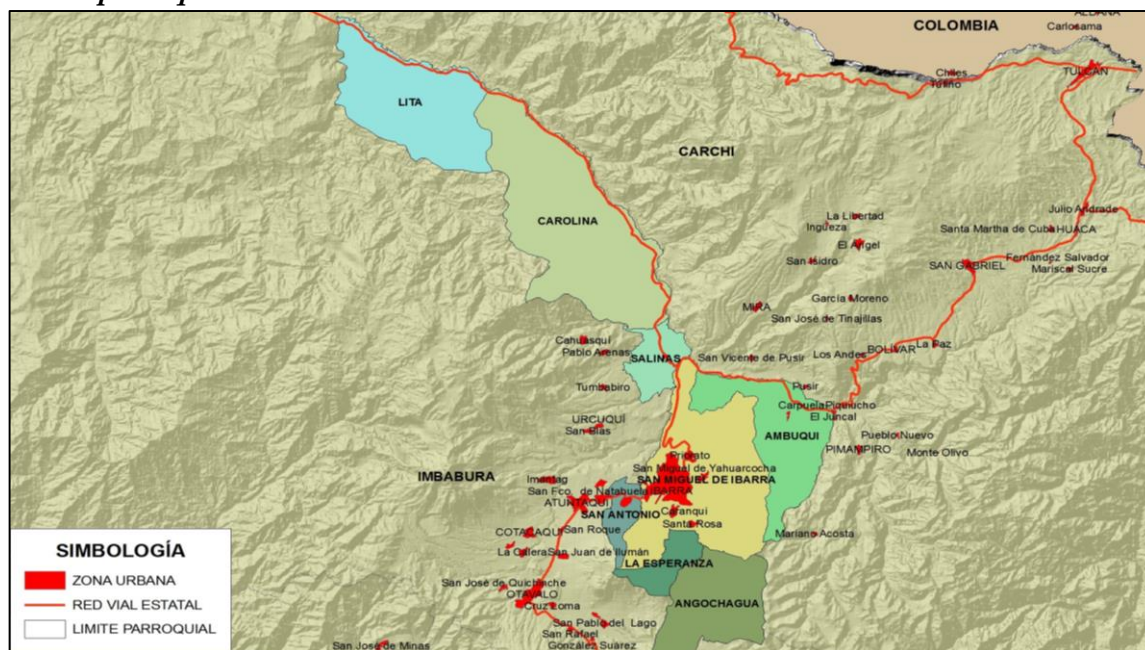 COLOMBIA
Carlosama
Chiles
Tufiño
TULCÁN
LITA
CARCHI
CAROLINA
La Libertad
Ingüeza
El Ángel
San Isidro
Julio Andrade
Santa Martha de Cuba
HUACA
Fernández Salvador
SAN GABRIEL
Mariscal Sucre
García Moreno
MIRA
San José de Tinajillas
Cahuasquí
Pablo Arenas
SALINAS
San Vicente de Pusir
Los Andes
BOLÍVAR
La Paz
Tumbabiro
Pusir
Carpuela
Piquiucho
El Juncal
URCUQUÍ
San Blas
AMBUQUI
Pueblo Nuevo
PIMAMPIRO
Monte Olivo
Priorato
San Miguel de Yahuarcocha
IMBABURA
Imantag
SAN MIGUEL DE IBARRA
San Fco. de Natabuela
IBARRA
ATUNTAQUI
SAN ANTONIO
Caranqui
Santa Rosa
COTACAQUI
San Roque
Mariano Acosta
La Calera
San Juan de Ilumán
LA ESPERANZA
San José de Quichinche
OTAVALO
Cruz Loma
ANGOCHAGUA
San Pablo del Lago
San Rafael
González Suárez
San José de Minas
SIMBOLOGÍA
ZONA URBANA
RED VIAL ESTATAL
LIMITE PARROQUIAL